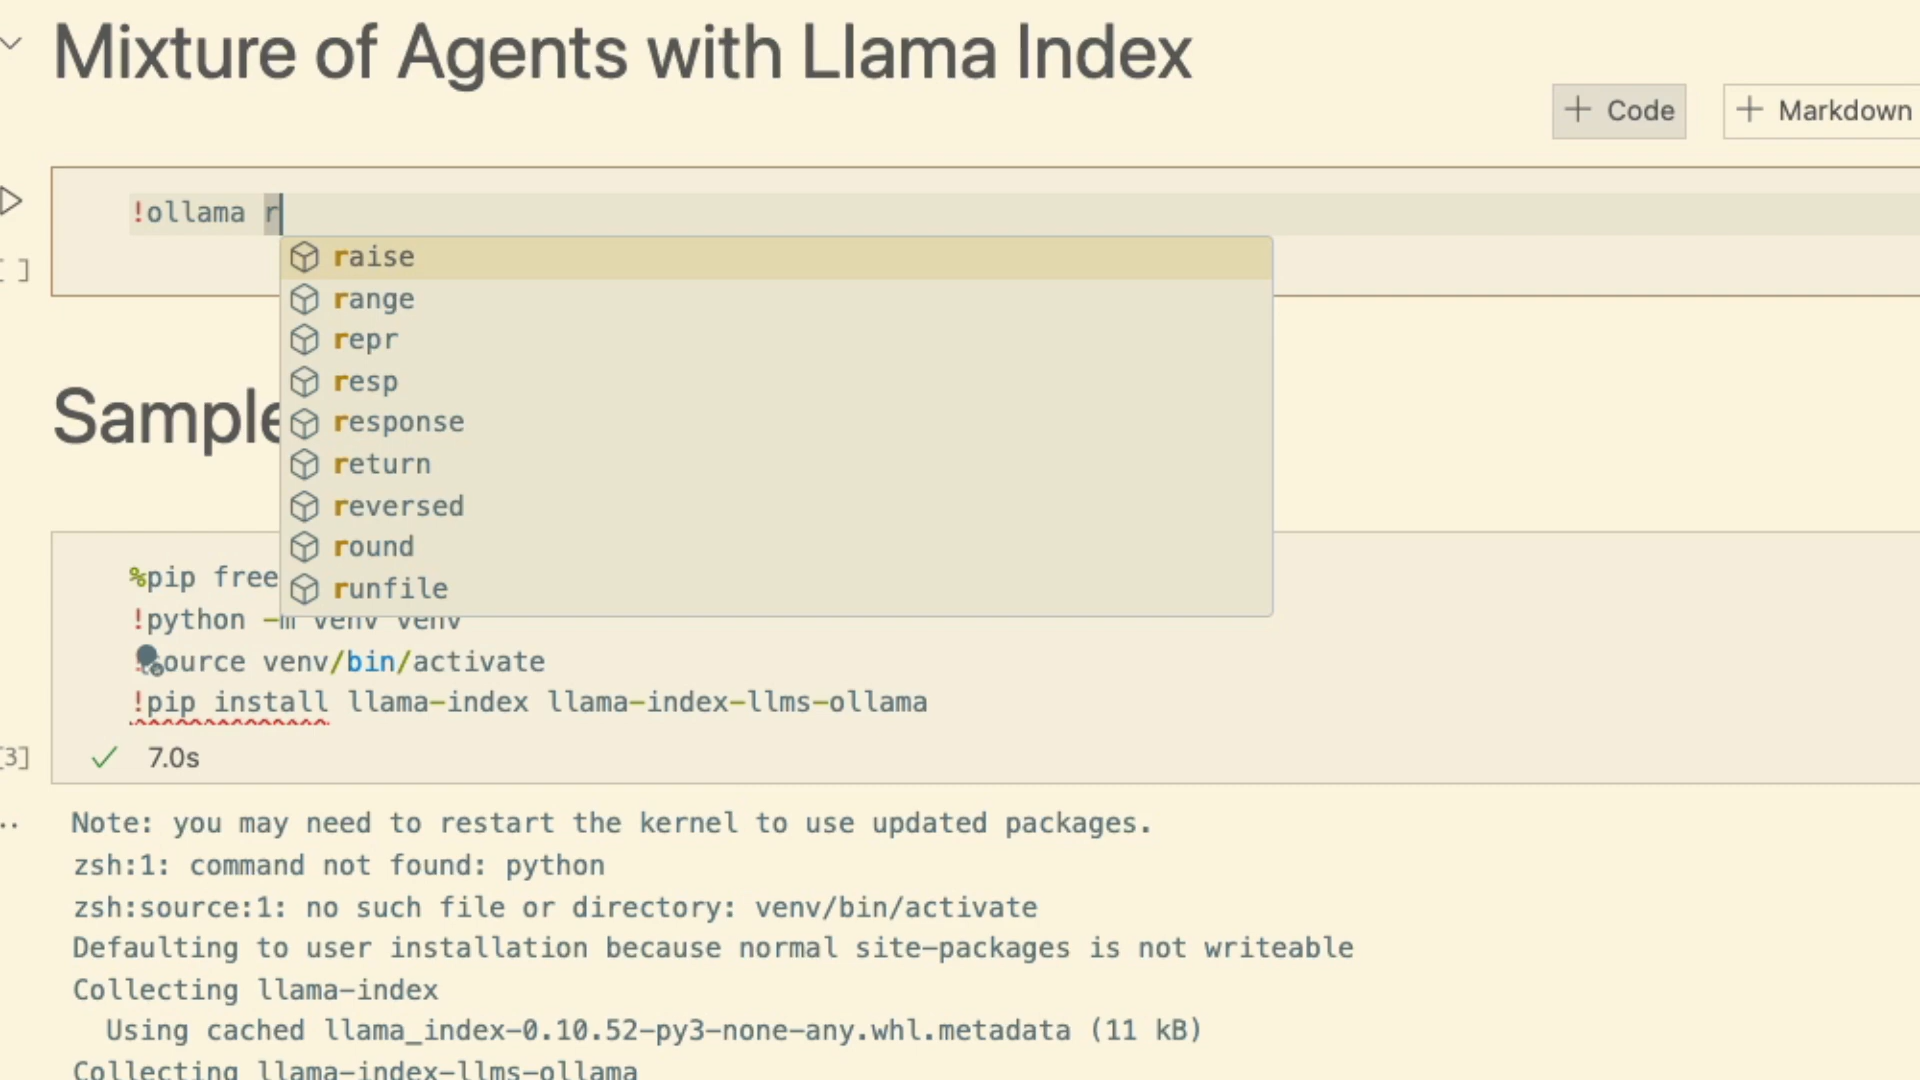 Mixture of Agents with Llama Index
+ Code
+ Markdown
!ollama r
[ ]
raise
range
repr
resp
response
return
reversed
round
runfile
Sample
%pip free
!python -m venv venv
source venv/bin/activate
!pip install llama-index llama-index-llms-ollama
[3]
7.0s
Note: you may need to restart the kernel to use updated packages.
zsh:1: command not found: python
zsh:source:1: no such file or directory: venv/bin/activate
Defaulting to user installation because normal site-packages is not writeable
Collecting llama-index
Using cached llama_index-0.10.52-py3-none-any.whl.metadata (11 kB)
Collecting llama-index-llms-ollama